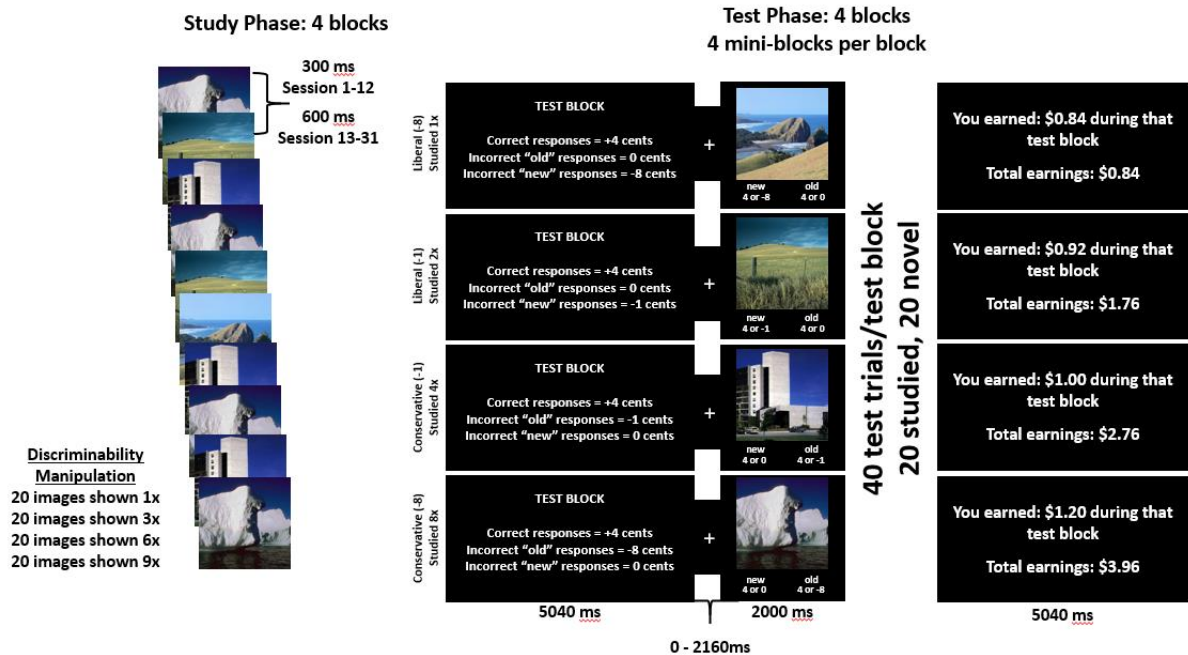 Study Phase: 4 blocks
300 ms
Session 1-12
600 ms
Session 13-31
Discriminability
Manipulation
20 images shown 1x
20 images shown 3x
20 images shown 6x
20 images shown 9x
Test Phase: 4 blocks
4 mini-blocks per block
Liberal (-8)
Studied 1x
TEST BLOCK
Correct responses = +4 cents
Incorrect “old” responses = 0 cents
Incorrect “new” responses = -8 cents
+
new old
4 or -8 4 or 0
You earned: $0.84 during that
test block
Total earnings: $0.84
Liberal (-1)
Studied 2x
TEST BLOCK
Correct responses = +4 cents
Incorrect “old” responses = 0 cents
Incorrect “new” responses = -1 cents
+
new old
4 or -1 4 or 0
You earned: $0.92 during that
test block
Total earnings: $1.76
Conservative (-1)
Studied 4x
TEST BLOCK
Correct responses = +4 cents
Incorrect “old” responses = -1 cents
Incorrect “new” responses = 0 cents
+
new old
4 or 0 4 or -1
You earned: $1.00 during that
test block
Total earnings: $2.76
Conservative (-8)
Studied 8x
TEST BLOCK
Correct responses = +4 cents
Incorrect “old” responses = -8 cents
Incorrect “new” responses = 0 cents
+
new old
4 or 0 4 or -8
You earned: $1.20 during that
test block
Total earnings: $3.96
40 test trials/test block
20 studied, 20 novel
5040 ms
2000 ms
5040 ms
0 - 2160ms